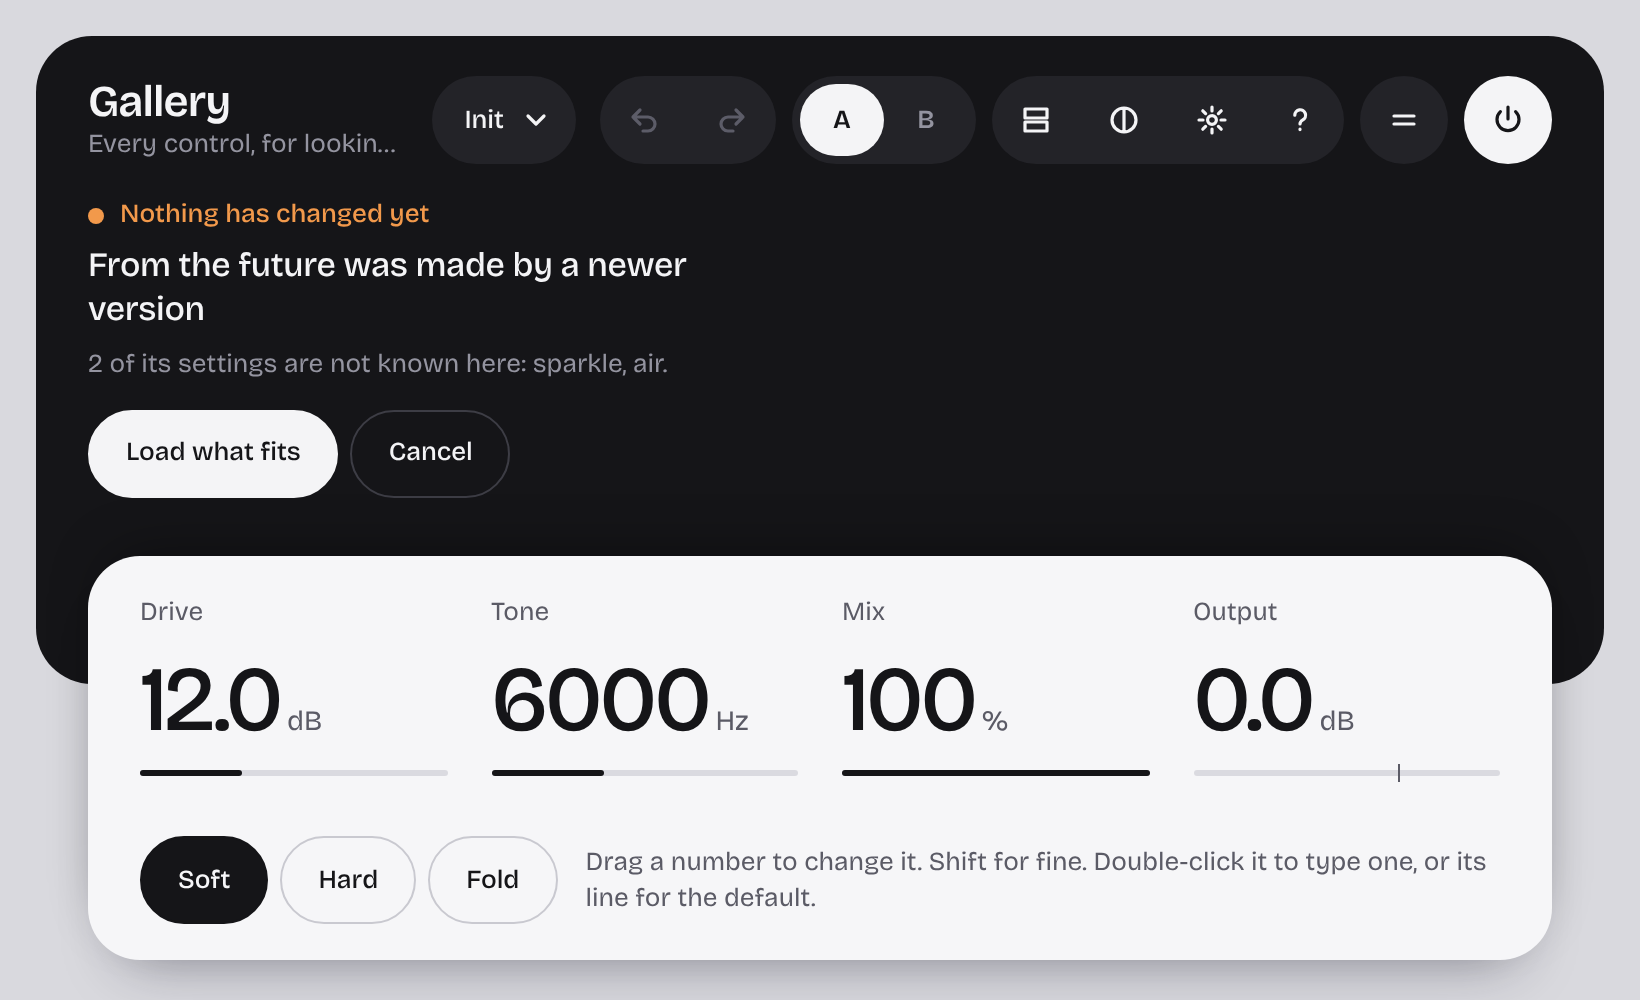 Gallery
Every control, for lookin...
Init
A
B
?
Nothing has changed yet
From the future was made by a newer
version
2 of its settings are not known here: sparkle, air.
Load what fits
Cancel
Drive
Tone
Mix
Output
12.0 dB
6000 Hz
100 %
0.0 dB
Soft
Hard
Fold
Drag a number to change it. Shift for fine. Double-click it to type one, or its
line for the default.